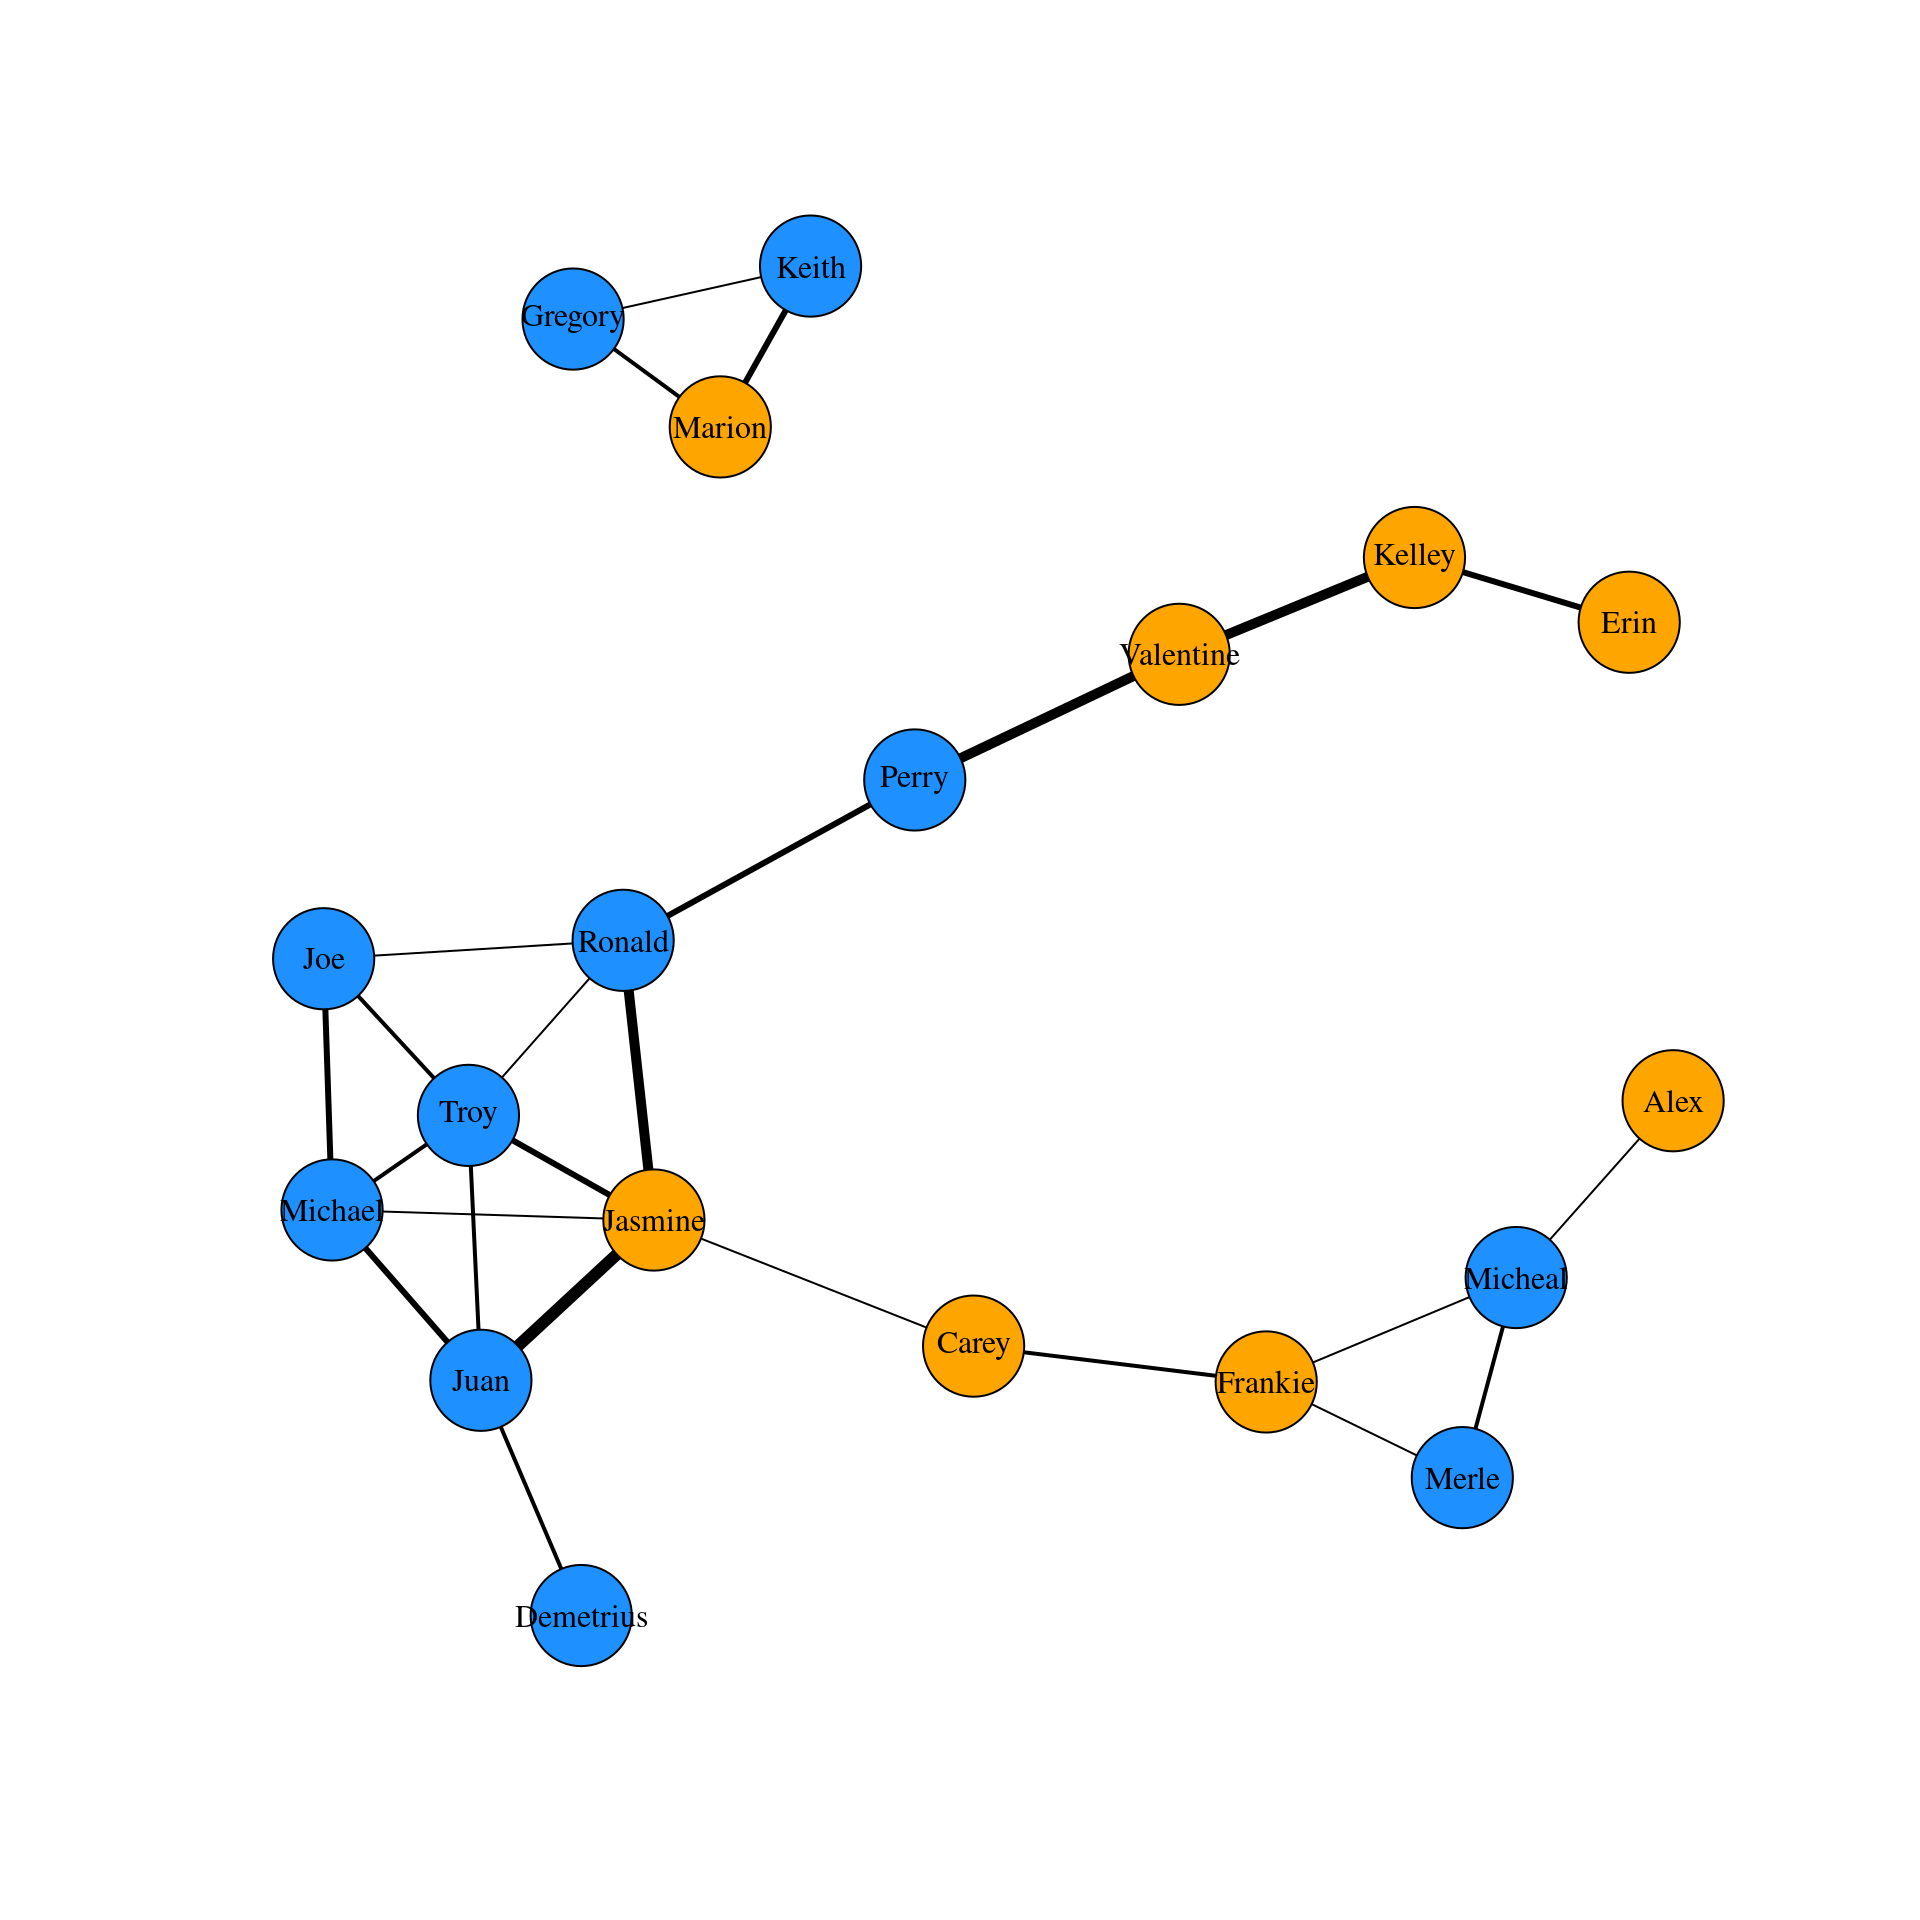 Keith
Gregory
Marion
Kelley
Erin
Valentine
Perry
Ronald
Joe
Alex
Troy
Michael
Jasmine
Micheal
Carey
Juan
Frankie
Merle
Demetrius